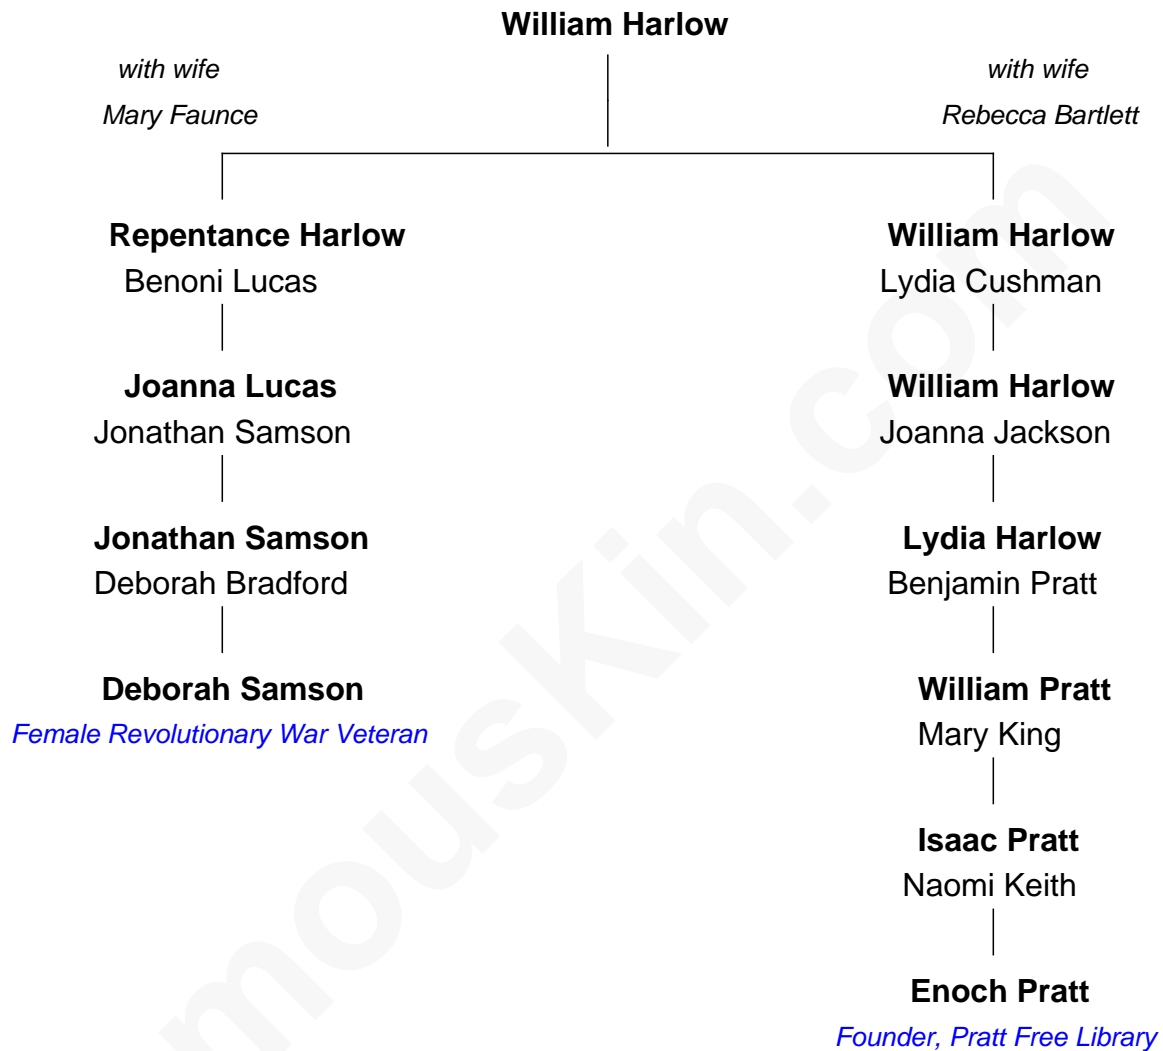 William Harlow
with wife
Mary Faunce
with wife
Rebecca Bartlett
Repentance Harlow
Benoni Lucas
William Harlow
Lydia Cushman
Joanna Lucas
Jonathan Samson
William Harlow
Joanna Jackson
Jonathan Samson
Deborah Bradford
Lydia Harlow
Benjamin Pratt
Deborah Samson
Female Revolutionary War Veteran
William Pratt
Mary King
Isaac Pratt
Naomi Keith
Enoch Pratt
Founder, Pratt Free Library
mousKin.com